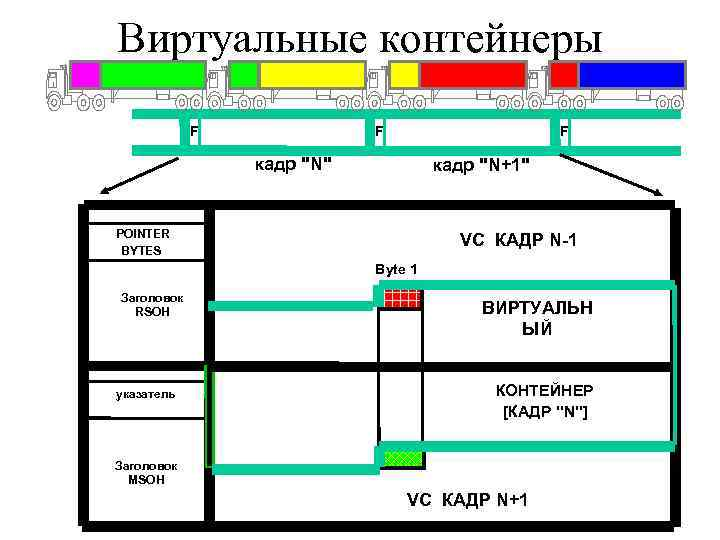 Виртуальные контейнеры
F F F
кадр "N" кадр "N+1"
POINTER
BYTES
VC КАДР N-1
Byte 1
Заголовок
RSOH
ВИРТУАЛЬН
ЫЙ
указатель
КОНТЕЙНЕР
[КАДР "N"]
Заголовок
MSOH
VC КАДР N+1